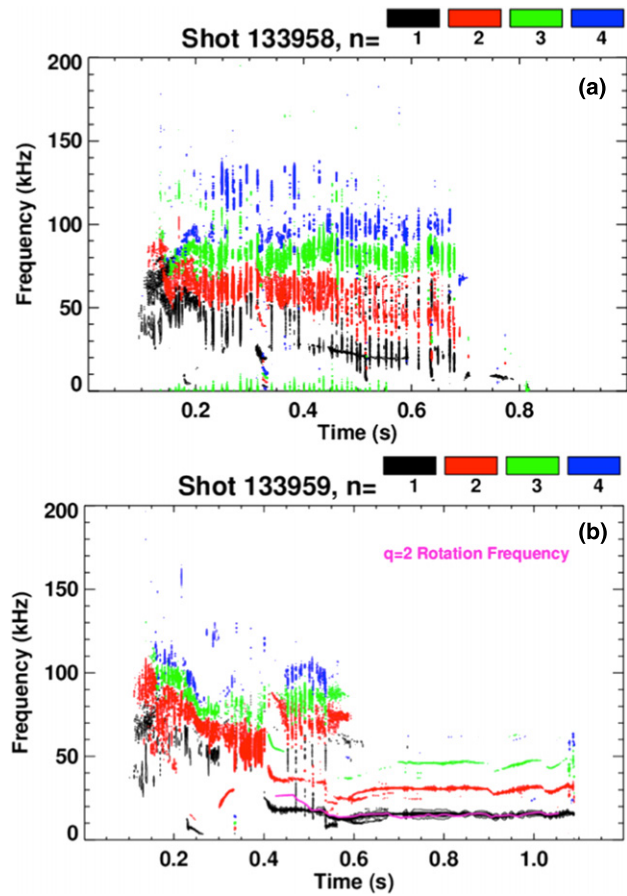 Shot 133958, n=
1 2 3 4
(a)
200
150
100
50
0
Frequency (kHz)
0.2 0.4 0.6 0.8
Time (s)
Shot 133959, n=
1 2 3 4
(b)
q=2 Rotation Frequency
200
150
100
50
0
Frequency (kHz)
0.2 0.4 0.6 0.8 1.0
Time (s)